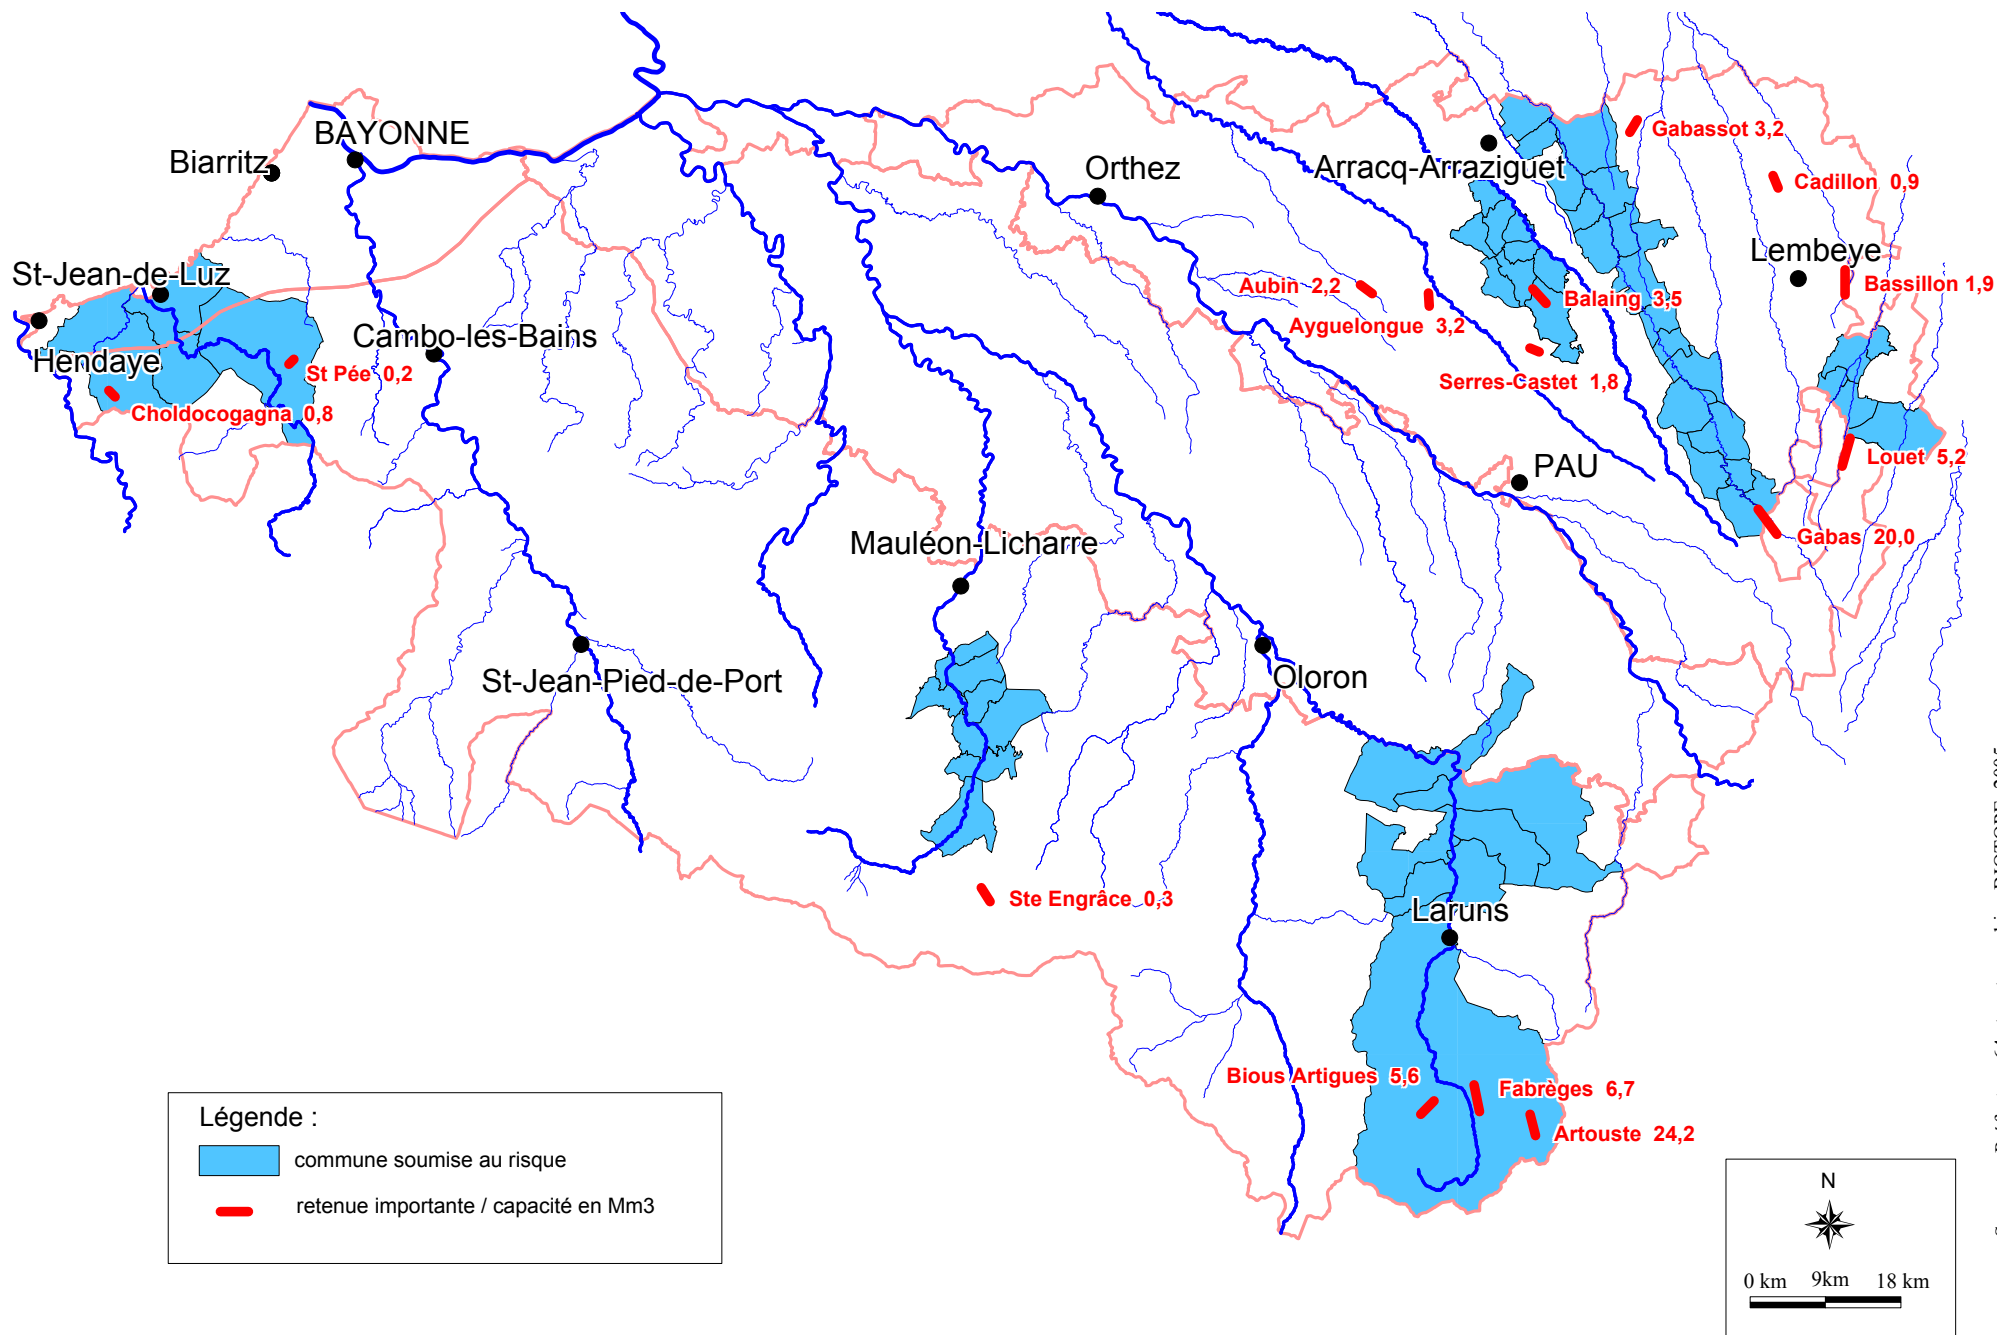 BAYONNE
Biarritz
Orthez
Arracq-Arraziguet
Gabassot 3,2
Cadillon 0,9
Lembeye
Bassillon 1,9
St-Jean-de-Luz
Aubin 2,2
Balaing 3,5
Ayguelongue 3,2
Hendaye
Cambo-les-Bains
St Pée 0,2
Serres-Castet 1,8
Choldocogagna 0,8
Louet 5,2
PAU
Gabas 20,0
Mauléon-Licharre
St-Jean-Pied-de-Port
Oloron
Ste Engrâce 0,3
Laruns
Bious Artigues 5,6
Fabrèges 6,7
Artouste 24,2
Légende :
commune soumise au risque
retenue importante / capacité en Mm3
N
0 km 9km 18 km